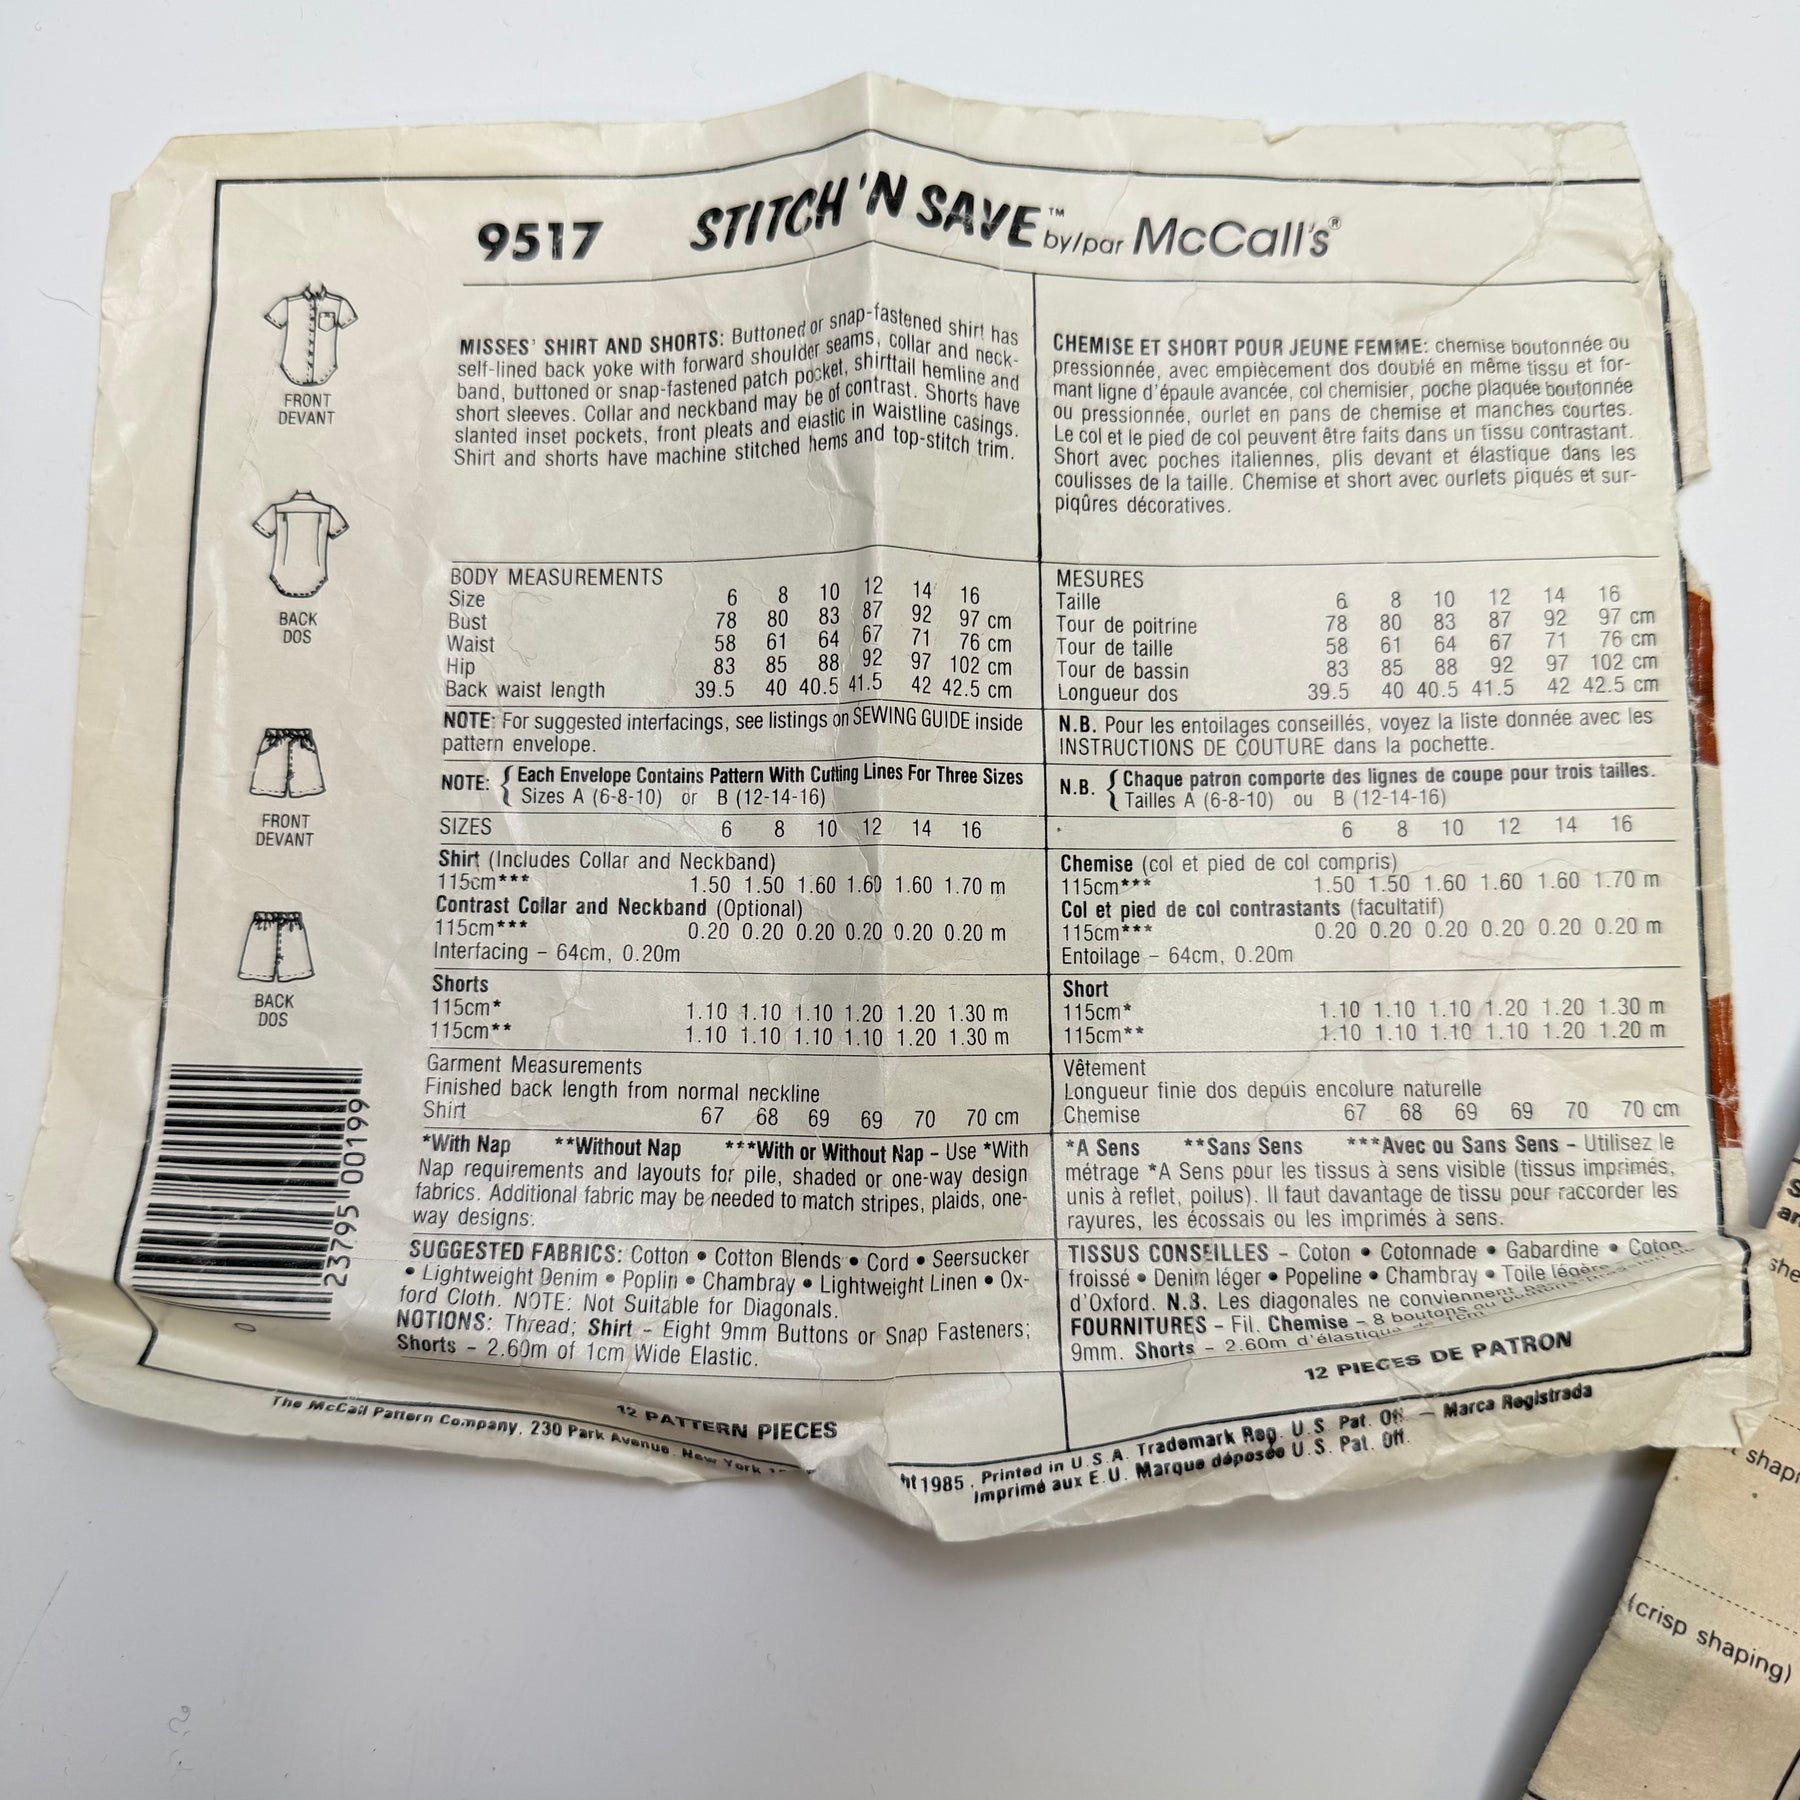 9517 STITCH 'N SAVE™ by/par McCall's®
FRONT
DEVANT
BACK
DOS
FRONT
DEVANT
BACK
DOS
23795 00199
0
MISSES' SHIRT AND SHORTS: Buttoned or snap-fastened shirt has
self-lined back yoke with forward shoulder seams, collar and neck-
band, buttoned or snap-fastened patch pocket, shirttail hemline and
short sleeves. Collar and neckband may be of contrast. Shorts have
slanted inset pockets, front pleats and elastic in waistline casings.
Shirt and shorts have machine stitched hems and top-stitch trim.
BODY MEASUREMENTS
Size 6 8 10 12 14 16
Bust 78 80 83 87 92 97 cm
Waist 58 61 64 67 71 76 cm
Hip 83 85 88 92 97 102 cm
Back waist length 39.5 40 40.5 41.5 42 42.5 cm
NOTE: For suggested interfacings, see listings on SEWING GUIDE inside
pattern envelope.
NOTE: { Each Envelope Contains Pattern With Cutting Lines For Three Sizes
Sizes A (6-8-10) or B (12-14-16)
SIZES 6 8 10 12 14 16
Shirt (Includes Collar and Neckband)
115cm*** 1.50 1.50 1.60 1.60 1.60 1.70 m
Contrast Collar and Neckband (Optional)
115cm*** 0.20 0.20 0.20 0.20 0.20 0.20 m
Interfacing – 64cm, 0.20m
Shorts
115cm* 1.10 1.10 1.10 1.20 1.20 1.30 m
115cm** 1.10 1.10 1.10 1.10 1.20 1.30 m
Garment Measurements
Finished back length from normal neckline
Shirt 67 68 69 69 70 70 cm
*With Nap **Without Nap ***With or Without Nap – Use *With
Nap requirements and layouts for pile, shaded or one-way design
fabrics. Additional fabric may be needed to match stripes, plaids, one-
way designs.
SUGGESTED FABRICS: Cotton • Cotton Blends • Cord • Seersucker
• Lightweight Denim • Poplin • Chambray • Lightweight Linen • Ox-
ford Cloth. NOTE: Not Suitable for Diagonals.
NOTIONS: Thread; Shirt – Eight 9mm Buttons or Snap Fasteners;
Shorts – 2.60m of 1cm Wide Elastic.
12 PATTERN PIECES
The McCall Pattern Company, 230 Park Avenue, New York
CHEMISE ET SHORT POUR JEUNE FEMME: chemise boutonnée ou
pressionnée, avec empiècement dos doublé en même tissu et for-
mant ligne d'épaule avancée, col chemisier, poche plaquée boutonnée
ou pressionnée, ourlet en pans de chemise et manches courtes.
Le col et le pied de col peuvent être faits dans un tissu contrastant.
Short avec poches italiennes, plis devant et élastique dans les
coulisses de la taille. Chemise et short avec ourlets piqués et sur-
piqûres décoratives.
MESURES
Taille 6 8 10 12 14 16
Tour de poitrine 78 80 83 87 92 97 cm
Tour de taille 58 61 64 67 71 76 cm
Tour de bassin 83 85 88 92 97 102 cm
Longueur dos 39.5 40 40.5 41.5 42 42.5 cm
N.B. Pour les entoilages conseillés, voyez la liste donnée avec les
INSTRUCTIONS DE COUTURE dans la pochette.
N.B. { Chaque patron comporte des lignes de coupe pour trois tailles.
Tailles A (6-8-10) ou B (12-14-16)
6 8 10 12 14 16
Chemise (col et pied de col compris)
115cm*** 1.50 1.50 1.60 1.60 1.60 1.70 m
Col et pied de col contrastants (facultatif)
115cm*** 0.20 0.20 0.20 0.20 0.20 0.20 m
Entoilage – 64cm, 0.20m
Short
115cm* 1.10 1.10 1.10 1.20 1.20 1.30 m
115cm** 1.10 1.10 1.10 1.10 1.20 1.20 m
Vêtement
Longueur finie dos depuis encolure naturelle
Chemise 67 68 69 69 70 70 cm
*A Sens **Sans Sens ***Avec ou Sans Sens – Utilisez le
métrage *A Sens pour les tissus à sens visible (tissus imprimés,
unis à reflet, poilus). Il faut davantage de tissu pour raccorder les
rayures, les écossais ou les imprimés à sens.
TISSUS CONSEILLES – Coton • Cotonnade • Gabardine • Coton
froissé • Denim léger • Popeline • Chambray • Toile légère
d'Oxford. N.B. Les diagonales ne conviennent
FOURNITURES – Fil. Chemise – 8 boutons ou
9mm. Shorts – 2.60m d'élastique de 1cm
12 PIECES DE PATRON
1985, Printed in U.S.A. Trademark Reg. U.S. Pat. Off. – Marca Registrada
Imprimé aux E.U. Marque déposée U.S. Pat. Off.
shap
(crisp shaping)